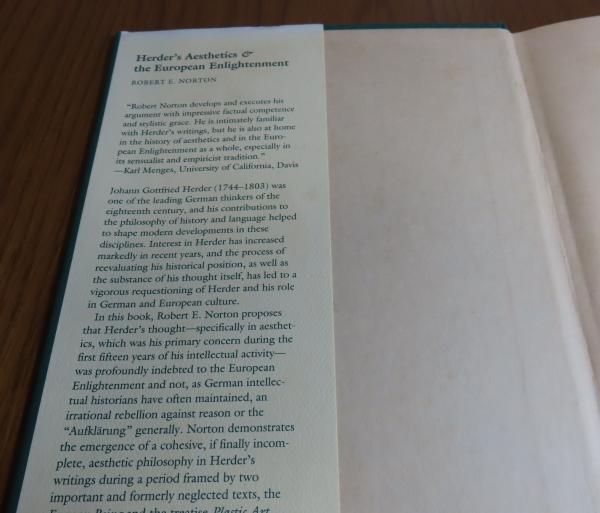 Herder's Aesthetics &
the European Enlightenment
ROBERT E. NORTON
"Robert Norton develops and executes his
argument with impressive factual competence
and stylistic grace. He is intimately familiar
with Herder's writings, but he is also at home
in the history of aesthetics and in the Euro-
pean Enlightenment as a whole, especially in
its sensualist and empiricist tradition."
—Karl Menges, University of California, Davis
Johann Gottfried Herder (1744–1803) was
one of the leading German thinkers of the
eighteenth century, and his contributions to
the philosophy of history and language helped
to shape modern developments in these
disciplines. Interest in Herder has increased
markedly in recent years, and the process of
reevaluating his historical position, as well as
the substance of his thought itself, has led to a
vigorous requestioning of Herder and his role
in German and European culture.
In this book, Robert E. Norton proposes
that Herder's thought—specifically in aesthet-
ics, which was his primary concern during the
first fifteen years of his intellectual activity—
was profoundly indebted to the European
Enlightenment and not, as German intellec-
tual historians have often maintained, an
irrational rebellion against reason or the
"Aufklärung" generally. Norton demonstrates
the emergence of a cohesive, if finally incom-
plete, aesthetic philosophy in Herder's
writings during a period framed by two
important and formerly neglected texts, the
and the treatise Plastic Art